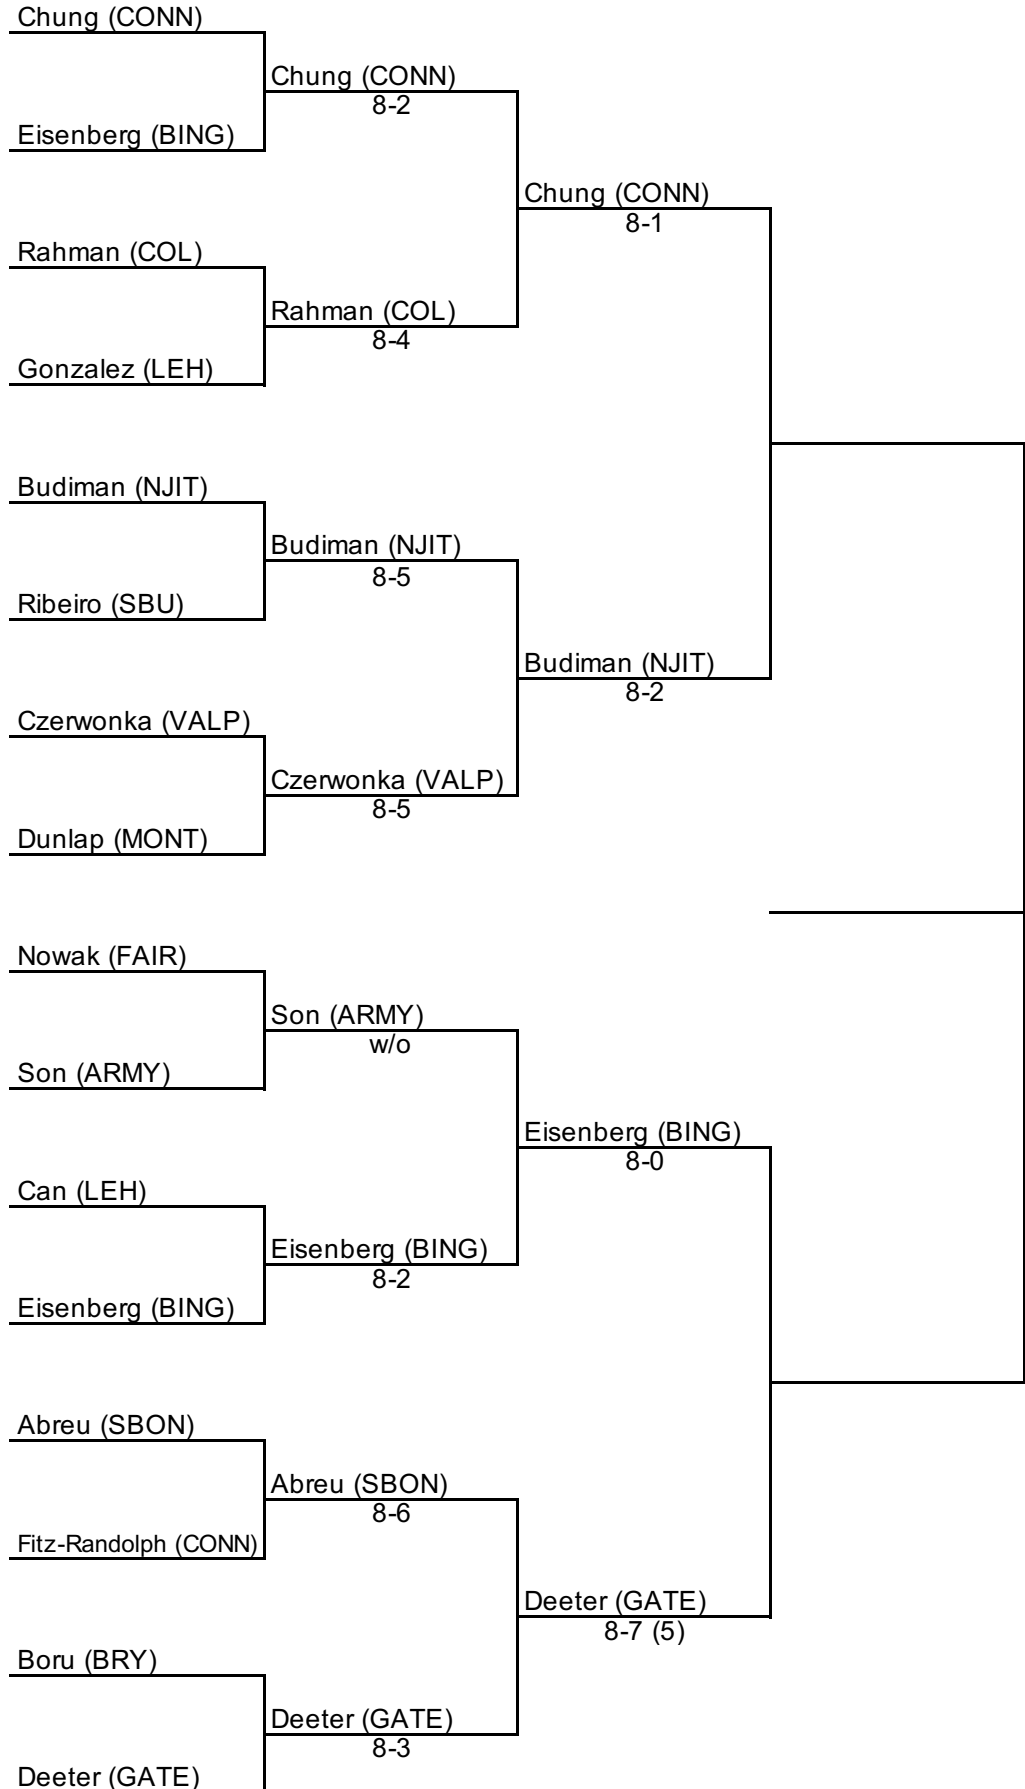 Chung (CONN)
Chung (CONN)
8-2
Eisenberg (BING)
Chung (CONN)
8-1
Rahman (COL)
Rahman (COL)
8-4
Gonzalez (LEH)
Budiman (NJIT)
Budiman (NJIT)
8-5
Ribeiro (SBU)
Budiman (NJIT)
8-2
Czerwonka (VALP)
Czerwonka (VALP)
8-5
Dunlap (MONT)
Nowak (FAIR)
Son (ARMY)
w/o
Son (ARMY)
Eisenberg (BING)
8-0
Can (LEH)
Eisenberg (BING)
8-2
Eisenberg (BING)
Abreu (SBON)
Abreu (SBON)
8-6
Fitz-Randolph (CONN)
Deeter (GATE)
8-7 (5)
Boru (BRY)
Deeter (GATE)
8-3
Deeter (GATE)